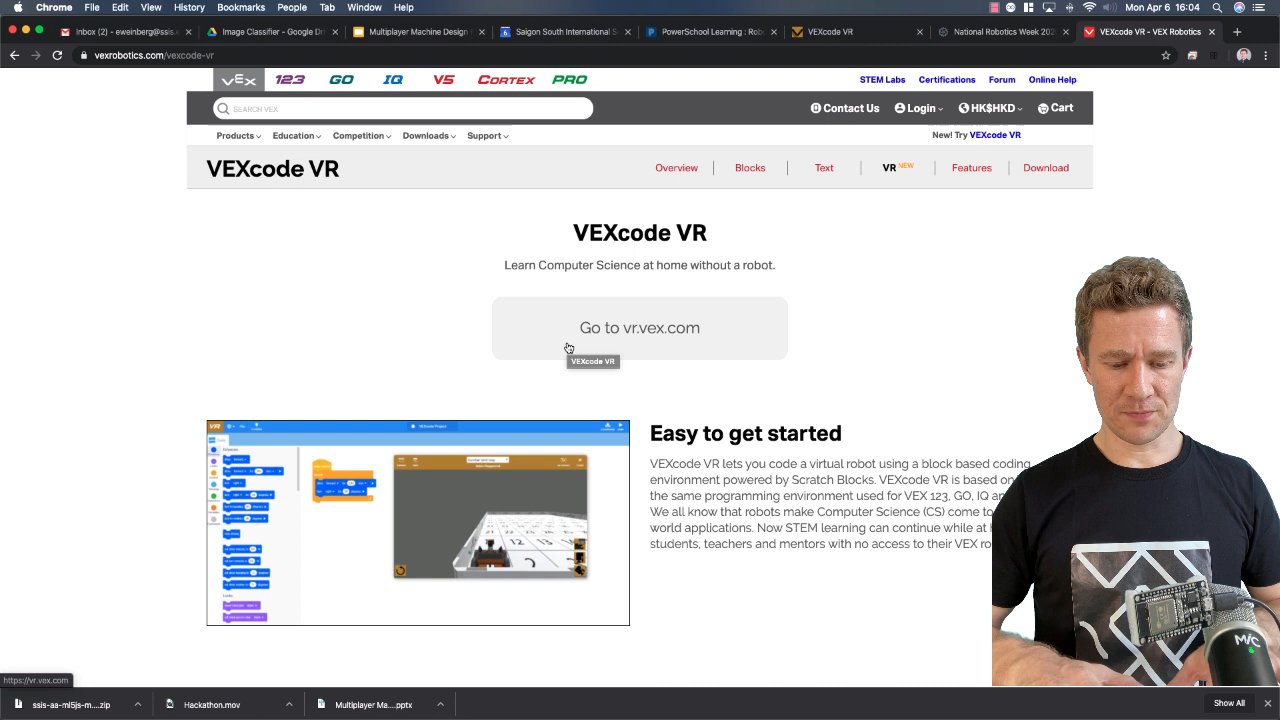 Chrome File Edit View History Bookmarks People Tab Window Help Mon Apr 6 16:04
Inbox (2) - eweinberg@ssis.e
Image Classifier - Google Dri
Multiplayer Machine Design F
Saigon South International S
PowerSchool Learning : Rob
VEXcode VR
National Robotics Week 202
VEXcode VR - VEX Robotics
vexrobotics.com/vexcode-vr
VEX 123 GO IQ V5 CORTEX PRO
STEM Labs Certifications Forum Online Help
SEARCH VEX
Contact Us Login HK$HKD Cart
Products Education Competition Downloads Support
New! Try VEXcode VR
VEXcode VR
Overview Blocks Text VR NEW Features Download
VEXcode VR
Learn Computer Science at home without a robot.
Go to vr.vex.com
VEXcode VR
Easy to get started
VEXcode VR lets you code a virtual robot using a block based coding
environment powered by Scratch Blocks. VEXcode VR is based on
the same programming environment used for VEX 123, GO, IQ
We all know that robots make Computer Science (CS) come to
world applications. Now STEM learning can continue while at
students, teachers and mentors with no access to their VEX
VR
MiC
https://vr.vex.com
ssis-aa-ml5js-m....zip
Hackathon.mov
Multiplayer Ma....pptx
Show All